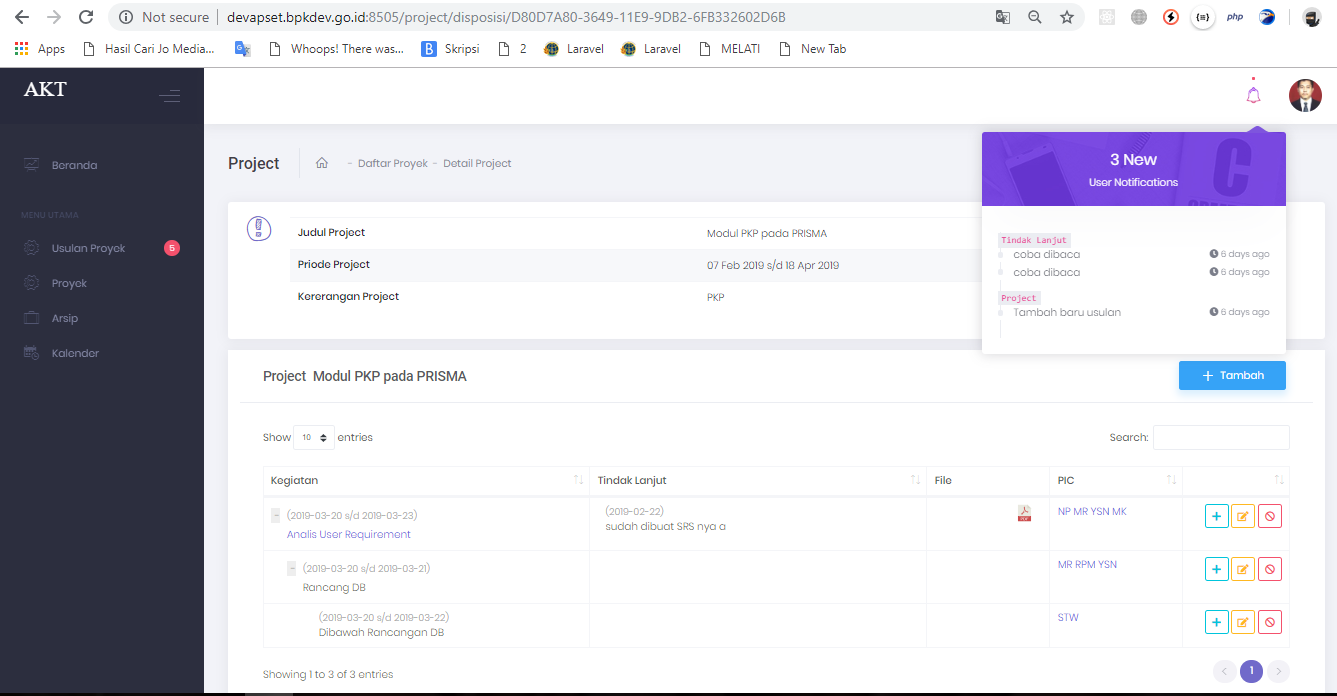 Not secure | devapset.bpkdev.go.id:8505/project/disposisi/D80D7A80-3649-11E9-9DB2-6FB332602D6B
Apps Hasil Cari Jo Media... Whoops! There was... Skripsi 2 Laravel Laravel MELATI New Tab
AKT
Beranda
MENU UTAMA
Usulan Proyek 5
Proyek
Arsip
Kalender
Project - Daftar Proyek - Detail Project
3 New
User Notifications
Tindak Lanjut
coba dibaca 6 days ago
coba dibaca 6 days ago
Project
Tambah baru usulan 6 days ago
Judul Project Modul PKP pada PRISMA
Priode Project 07 Feb 2019 s/d 18 Apr 2019
Kererangan Project PKP
Project Modul PKP pada PRISMA
+ Tambah
Show 10 entries
Search:
Kegiatan Tindak Lanjut File PIC
- (2019-03-20 s/d 2019-03-23)
Analis User Requirement
(2019-02-22)
sudah dibuat SRS nya a
PDF
NP MR YSN MK
- (2019-03-20 s/d 2019-03-21)
Rancang DB
MR RPM YSN
(2019-03-20 s/d 2019-03-22)
Dibawah Rancangan DB
STW
Showing 1 to 3 of 3 entries
< 1 >